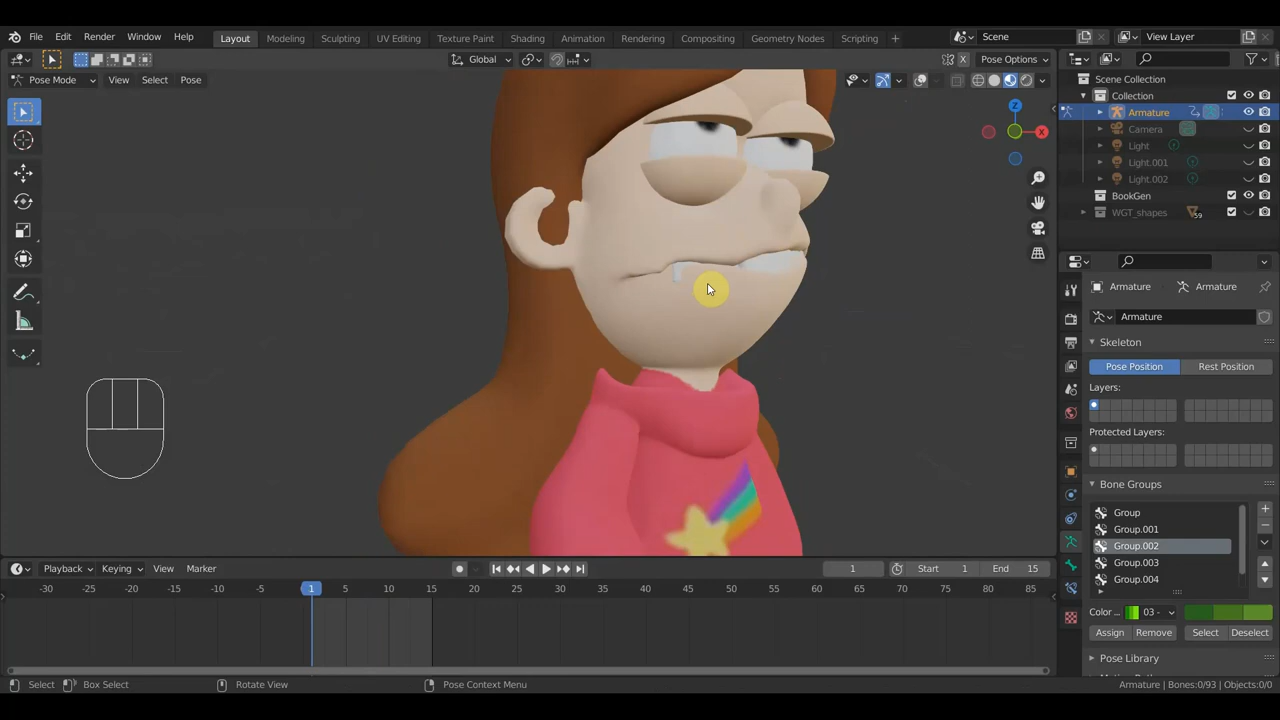 File Edit Render Window Help Layout Modeling Sculpting UV Editing Texture Paint Shading Animation Rendering Compositing Geometry Nodes Scripting + Scene View Layer
Global X Pose Options
Pose Mode View Select Pose
Scene Collection
Collection
Armature
Camera
Light
Light.001
Light.002
BookGen
WGT_shapes 59
Z
X
Armature Armature
Armature
Skeleton
Pose Position Rest Position
Layers:
Protected Layers:
Bone Groups
Group
Group.001
Group.002
Group.003
Group.004
Color ... 03 -
Assign Remove Select Deselect
Pose Library
Playback Keying View Marker 1 Start 1 End 15
-30 -25 -20 -15 -10 -5 1 5 10 15 20 25 30 35 40 45 50 55 60 65 70 75 80 85
Select Box Select Rotate View Pose Context Menu Armature | Bones:0/93 | Objects:0/0